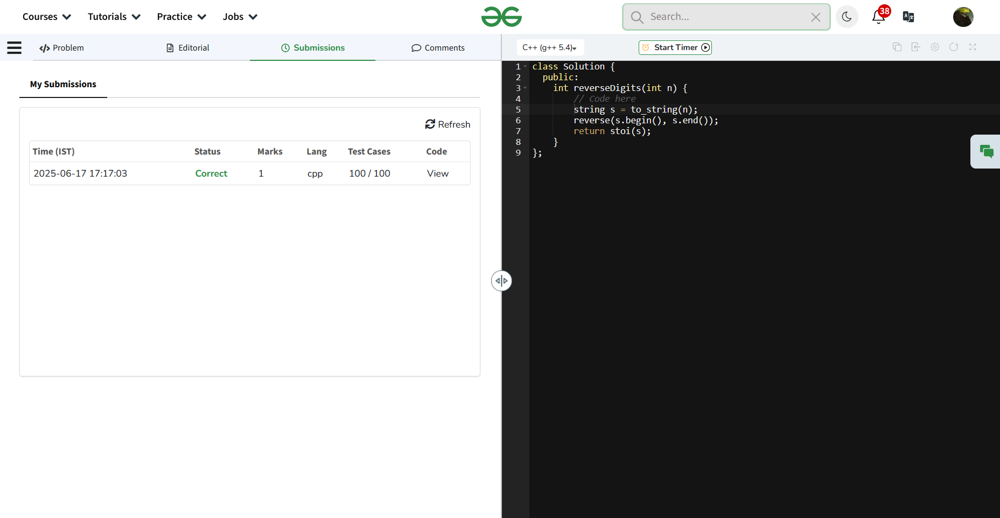 Courses Tutorials Practice Jobs Search... 38
Problem Editorial Submissions Comments C++ (g++ 5.4) Start Timer
My Submissions
Refresh
Time (IST) Status Marks Lang Test Cases Code
2025-06-17 17:17:03 Correct 1 cpp 100 / 100 View
1 class Solution {
2 public:
3 int reverseDigits(int n) {
4 // Code here
5 string s = to_string(n);
6 reverse(s.begin(), s.end());
7 return stoi(s);
8 }
9 };